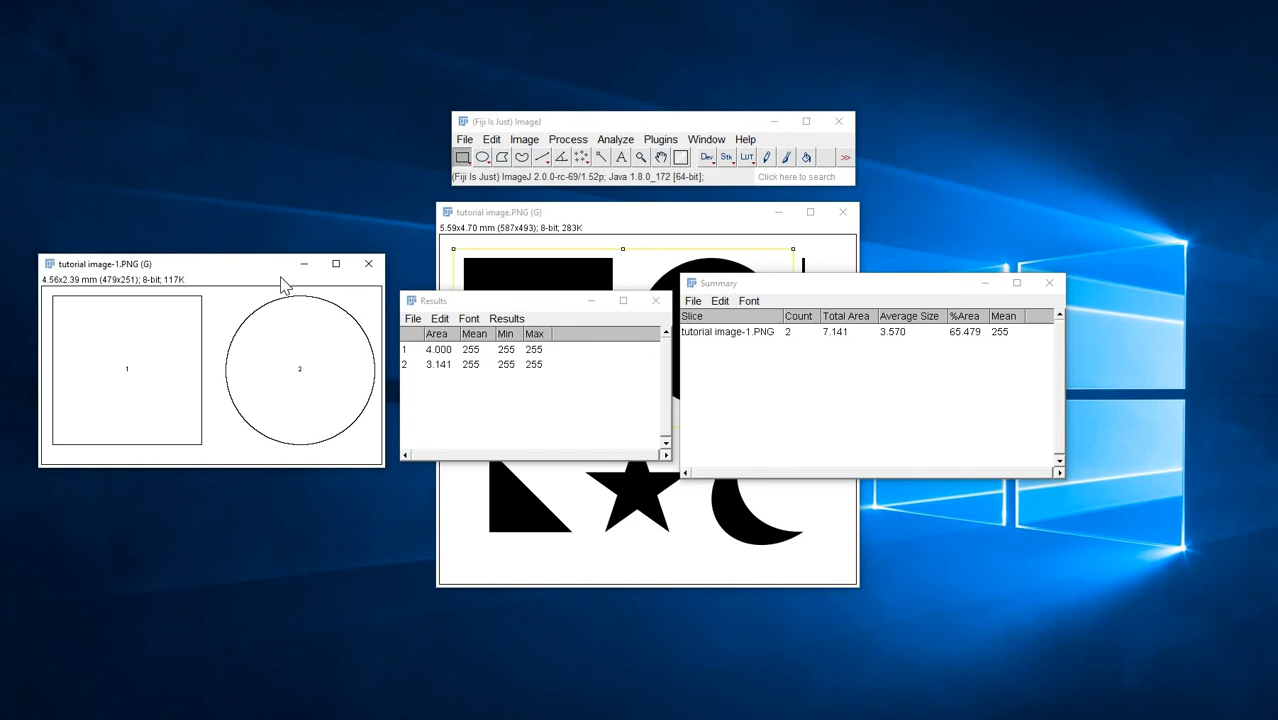 (Fiji Is Just) ImageJ
File Edit Image Process Analyze Plugins Window Help
A Dev Stk LUT >>
(Fiji Is Just) ImageJ 2.0.0-rc-69/1.52p; Java 1.8.0_172 [64-bit]; Click here to search
tutorial image.PNG (G)
5.59x4.70 mm (587x493); 8-bit; 283K
tutorial image-1.PNG (G)
4.56x2.39 mm (479x251); 8-bit; 117K
1 2
Results
File Edit Font Results
Area Mean Min Max
1 4.000 255 255 255
2 3.141 255 255 255
Summary
File Edit Font
Slice Count Total Area Average Size %Area Mean
tutorial image-1.PNG 2 7.141 3.570 65.479 255